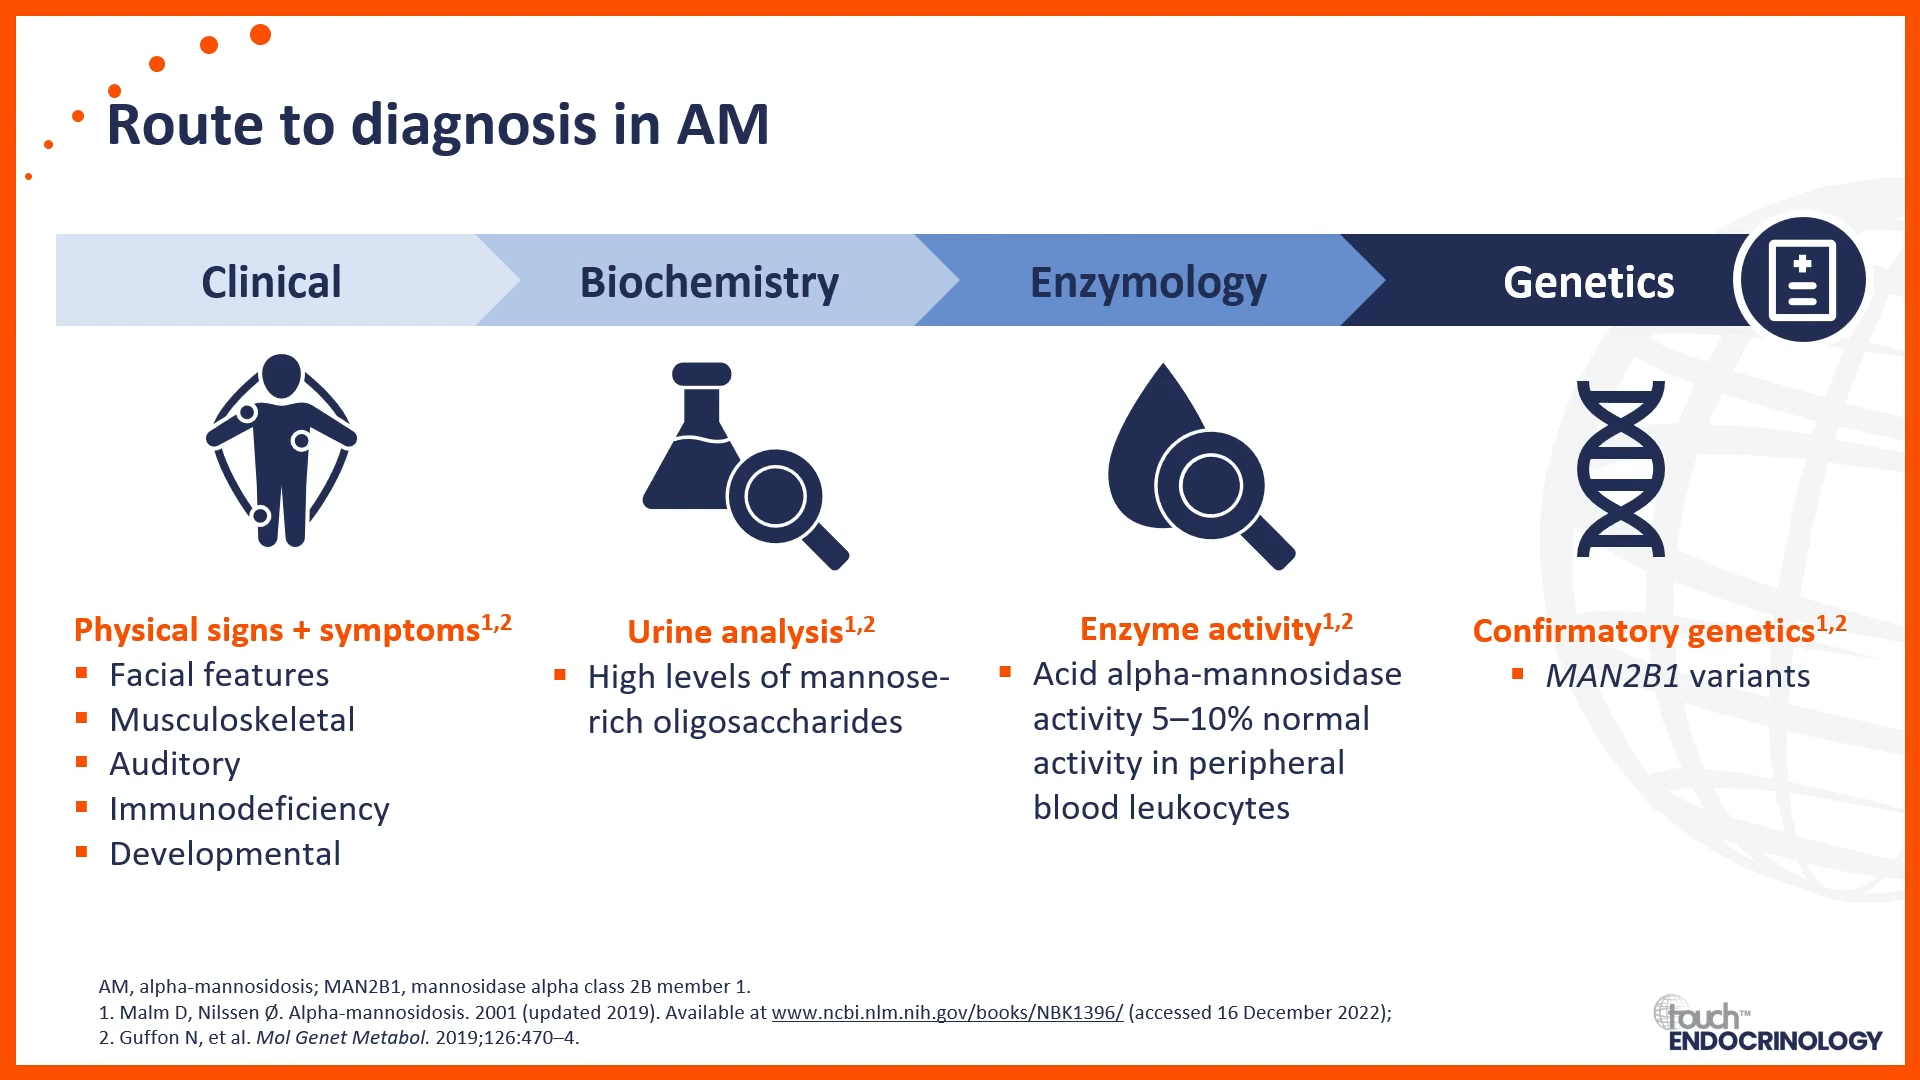 Route to diagnosis in AM
Clinical
Biochemistry
Enzymology
Genetics
Physical signs + symptoms1,2
▪ Facial features
▪ Musculoskeletal
▪ Auditory
▪ Immunodeficiency
▪ Developmental
Urine analysis1,2
▪ High levels of mannose-
rich oligosaccharides
Enzyme activity1,2
▪ Acid alpha-mannosidase
activity 5–10% normal
activity in peripheral
blood leukocytes
Confirmatory genetics1,2
▪ MAN2B1 variants
AM, alpha-mannosidosis; MAN2B1, mannosidase alpha class 2B member 1.
1. Malm D, Nilssen Ø. Alpha-mannosidosis. 2001 (updated 2019). Available at www.ncbi.nlm.nih.gov/books/NBK1396/ (accessed 16 December 2022);
2. Guffon N, et al. Mol Genet Metabol. 2019;126:470–4.
touch™
ENDOCRINOLOGY